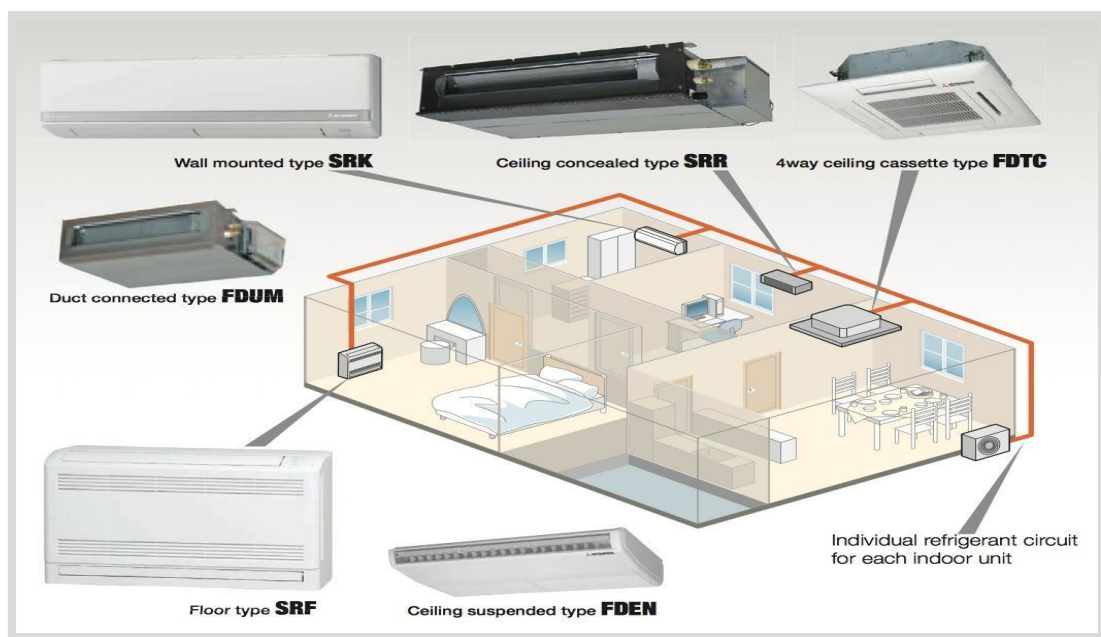 Wall mounted type SRK
Ceiling concealed type SRR
4way ceiling cassette type FDTC
Duct connected type FDUM
Individual refrigerant circuit
for each indoor unit
Floor type SRF
Ceiling suspended type FDEN